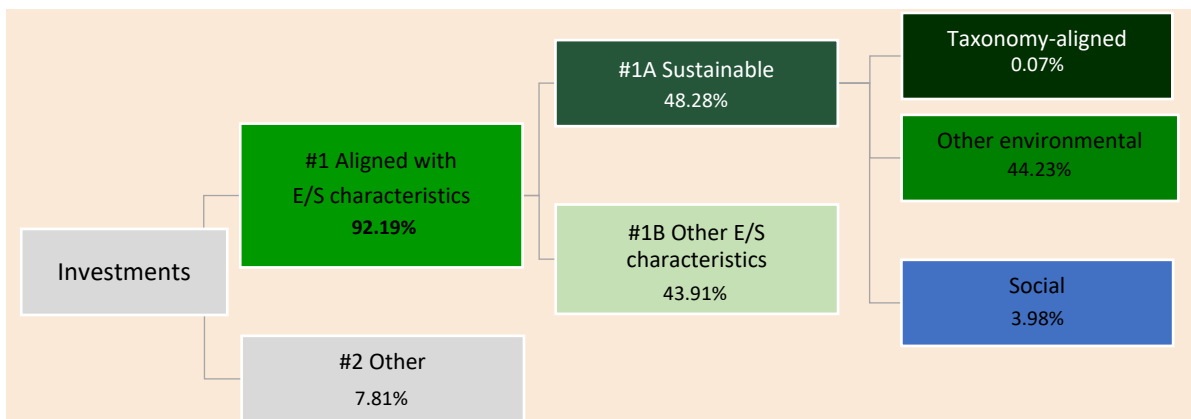 Investments
#1 Aligned with
E/S characteristics
92.19%
#2 Other
7.81%
#1A Sustainable
48.28%
#1B Other E/S
characteristics
43.91%
Taxonomy-aligned
0.07%
Other environmental
44.23%
Social
3.98%